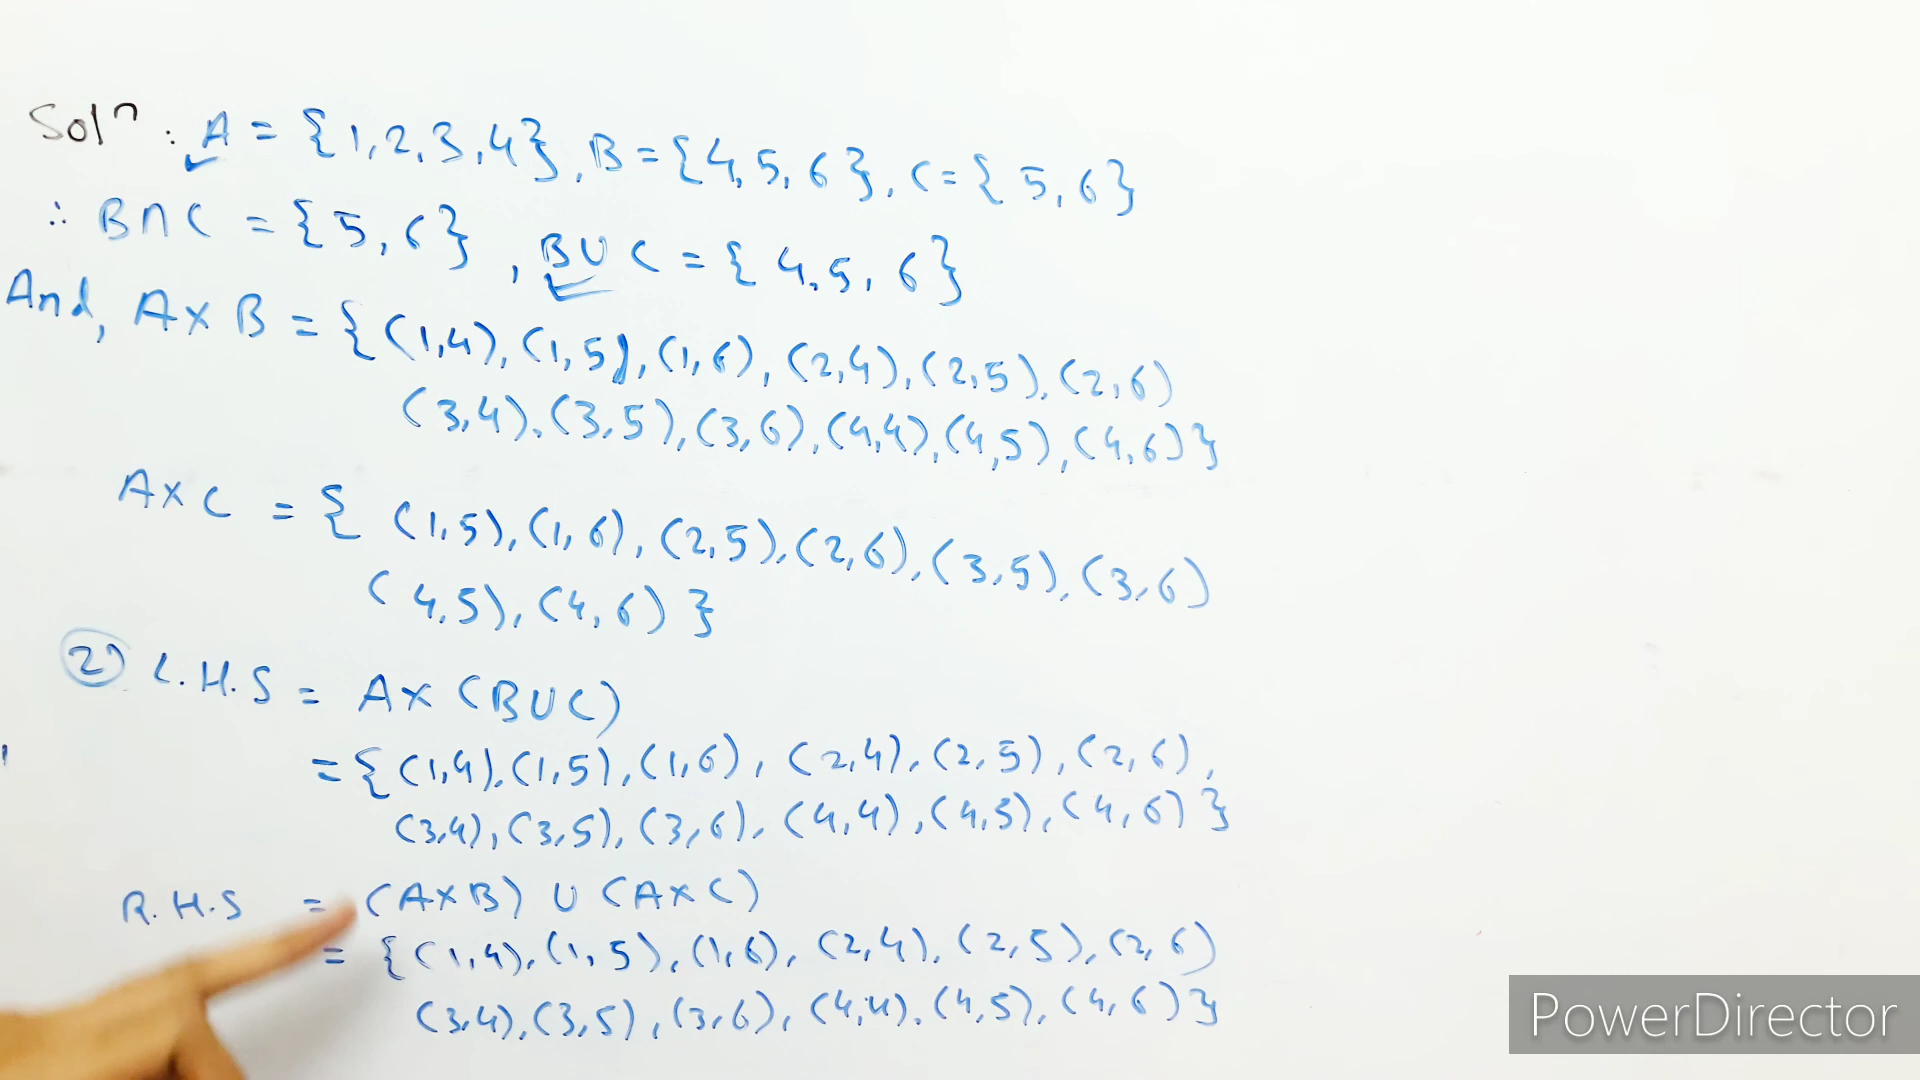 Solⁿ : A = {1,2,3,4}, B = {4,5,6}, C = {5,6}
∴ B∩C = {5,6}, B∪C = {4,5,6}
And, A×B = {(1,4), (1,5), (1,6), (2,4), (2,5), (2,6)
(3,4), (3,5), (3,6), (4,4), (4,5), (4,6)}
A×C = { (1,5), (1,6), (2,5), (2,6), (3,5), (3,6)
(4,5), (4,6) }
2) L.H.S = A×(B∪C)
= {(1,4), (1,5), (1,6), (2,4), (2,5), (2,6),
(3,4), (3,5), (3,6), (4,4), (4,5), (4,6)}
R.H.S = (A×B) ∪ (A×C)
= {(1,4), (1,5), (1,6), (2,4), (2,5), (2,6)
(3,4), (3,5), (3,6), (4,4), (4,5), (4,6)}
PowerDirector